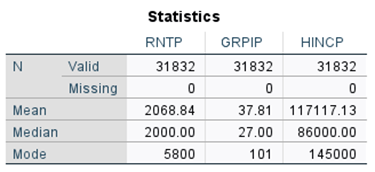 Statistics
RNTP GRPIP HINCP
N Valid 31832 31832 31832
Missing 0 0 0
Mean 2068.84 37.81 117117.13
Median 2000.00 27.00 86000.00
Mode 5800 101 145000